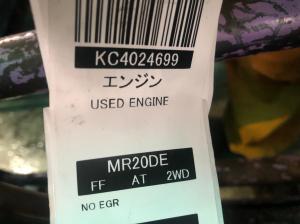 KC4024699
エンジン
USED ENGINE
MR20DE
FF AT 2WD
NO EGR